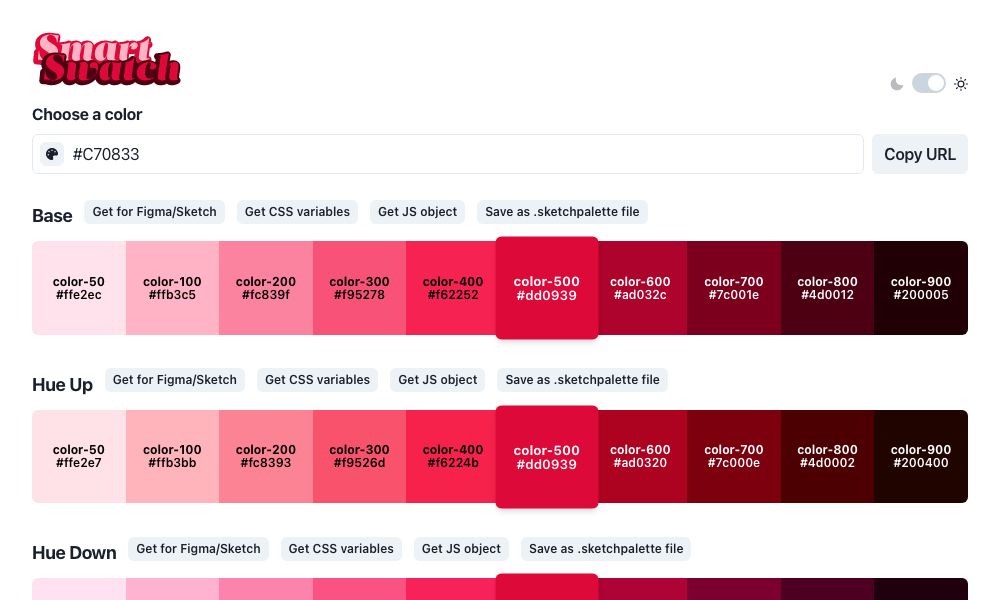 Smart
Swatch
Choose a color
#C70833
Copy URL
Base
Get for Figma/Sketch
Get CSS variables
Get JS object
Save as .sketchpalette file
color-50
#ffe2ec
color-100
#ffb3c5
color-200
#fc839f
color-300
#f95278
color-400
#f62252
color-500
#dd0939
color-600
#ad032c
color-700
#7c001e
color-800
#4d0012
color-900
#200005
Hue Up
Get for Figma/Sketch
Get CSS variables
Get JS object
Save as .sketchpalette file
color-50
#ffe2e7
color-100
#ffb3bb
color-200
#fc8393
color-300
#f9526d
color-400
#f6224b
color-500
#dd0939
color-600
#ad0320
color-700
#7c000e
color-800
#4d0002
color-900
#200400
Hue Down
Get for Figma/Sketch
Get CSS variables
Get JS object
Save as .sketchpalette file